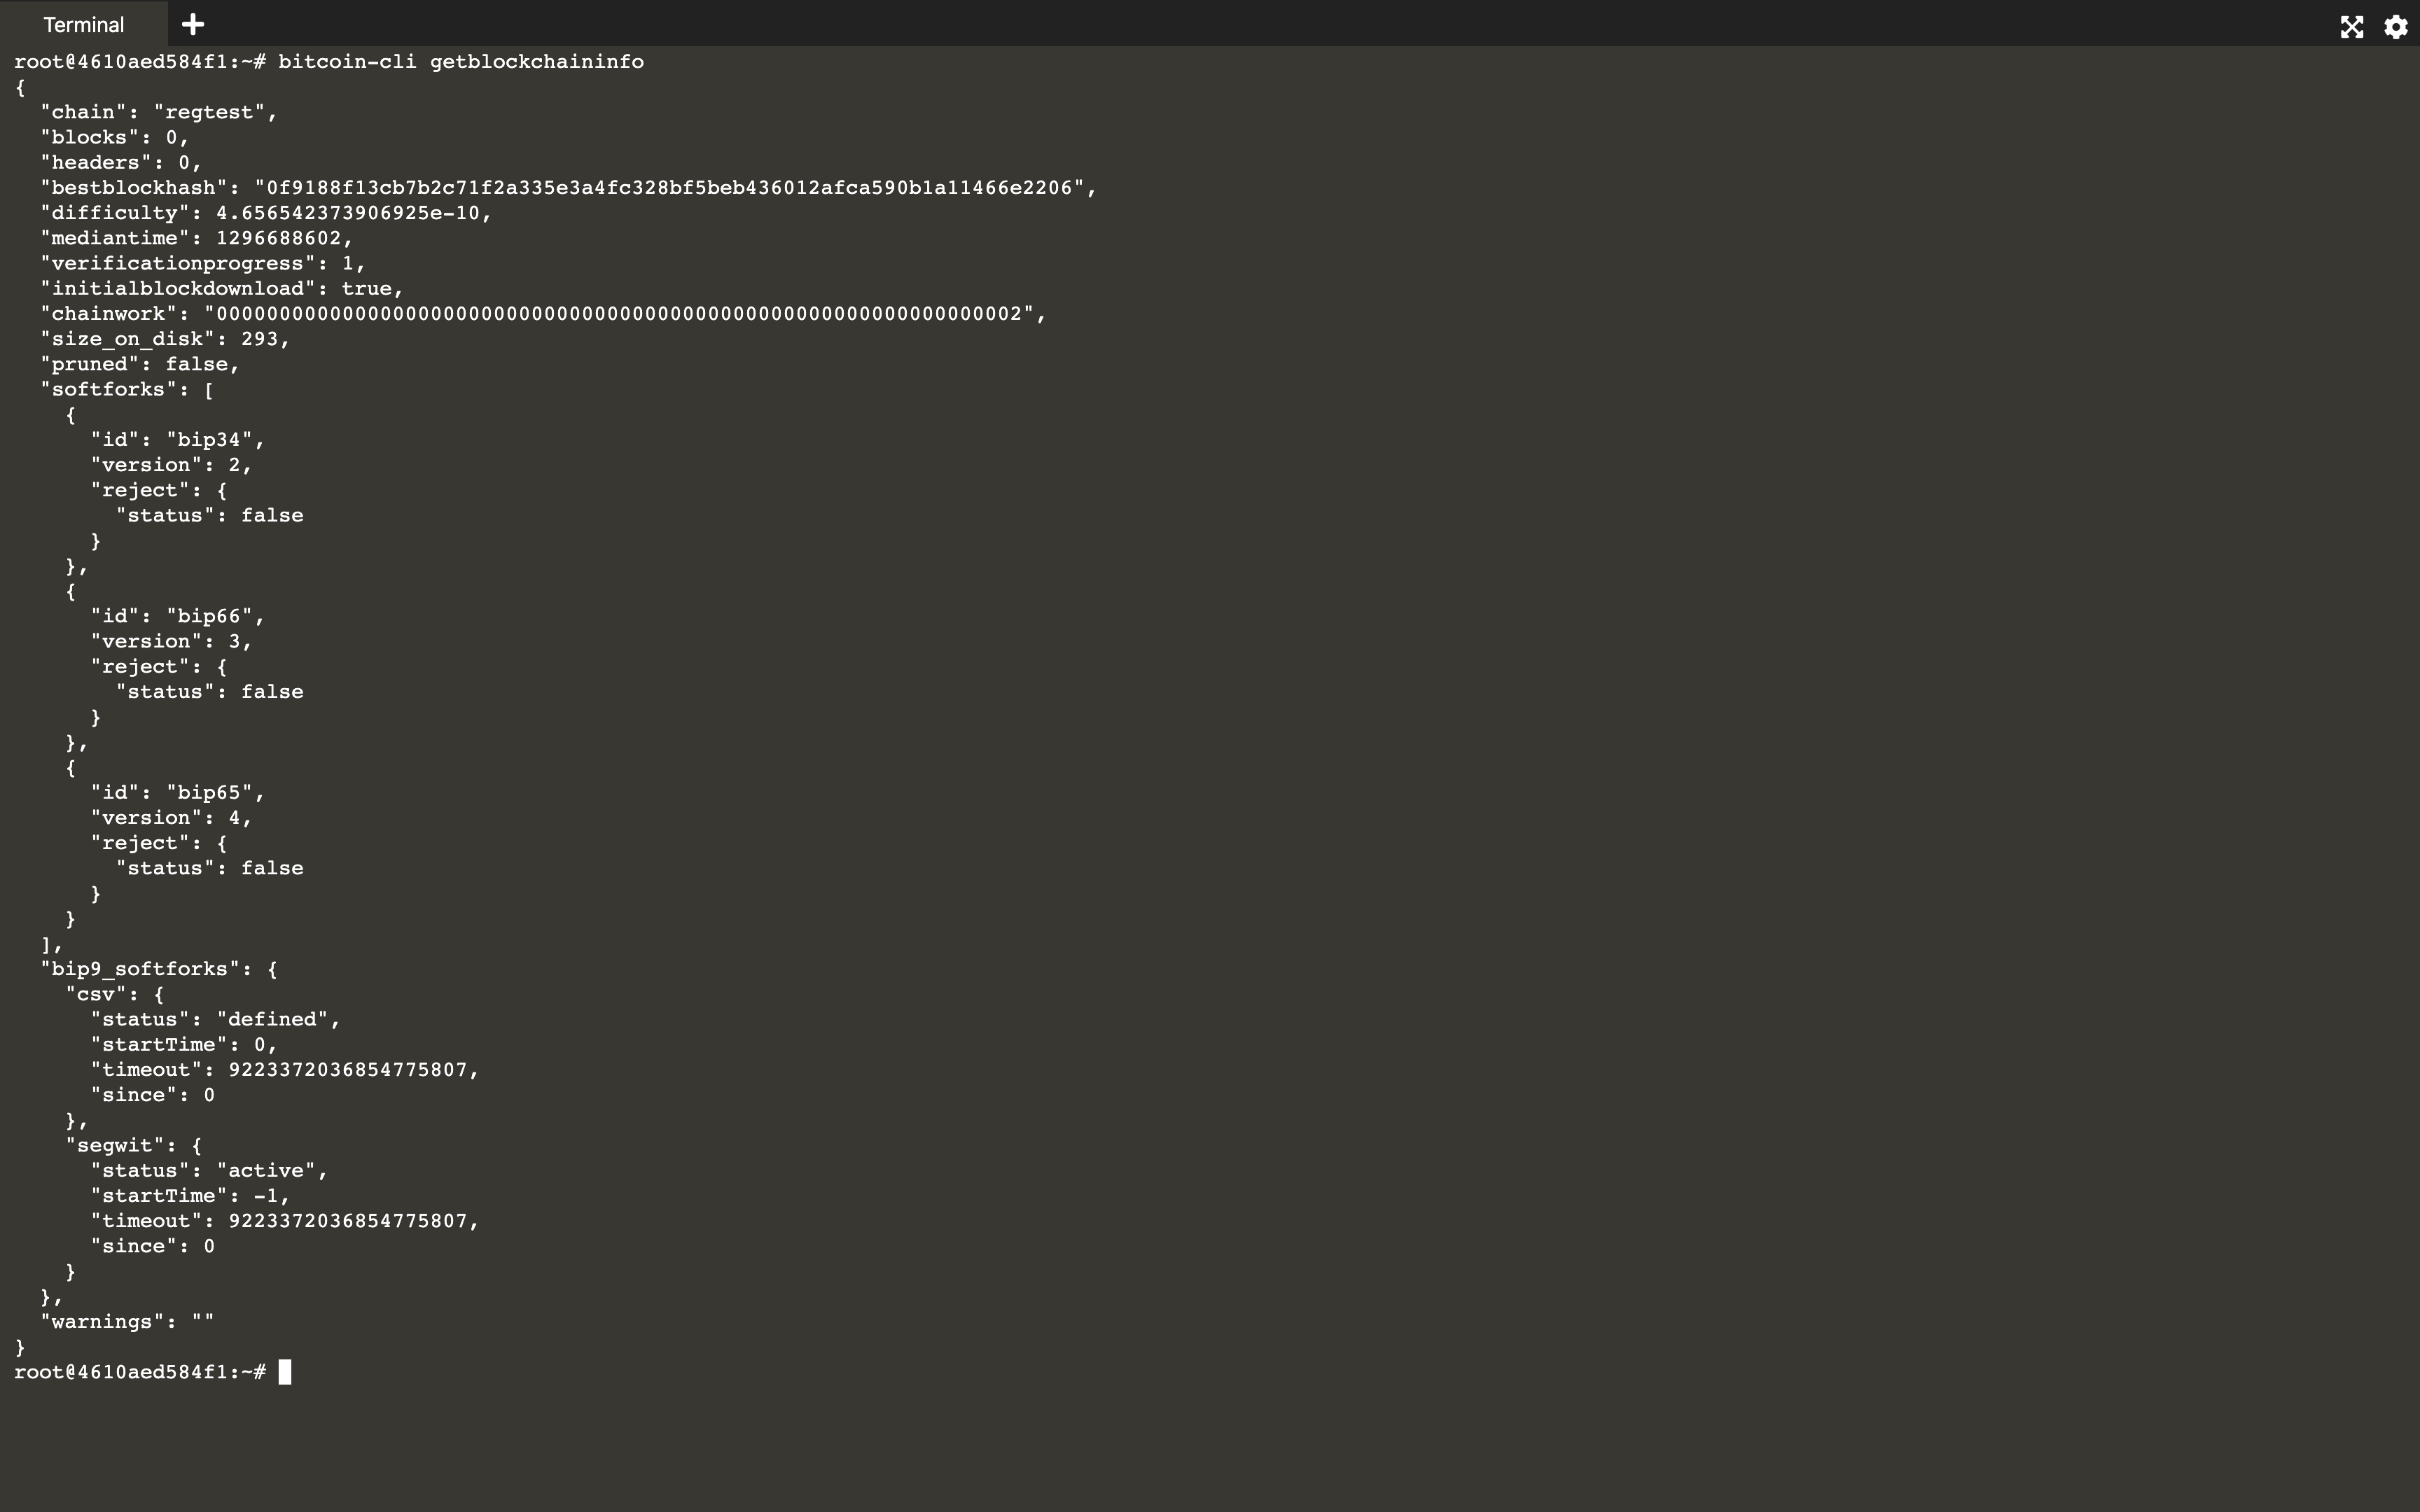 Terminal
root@4610aed584f1:~# bitcoin-cli getblockchaininfo
{
  "chain": "regtest",
  "blocks": 0,
  "headers": 0,
  "bestblockhash": "0f9188f13cb7b2c71f2a335e3a4fc328bf5beb436012afca590b1a11466e2206",
  "difficulty": 4.656542373906925e-10,
  "mediantime": 1296688602,
  "verificationprogress": 1,
  "initialblockdownload": true,
  "chainwork": "0000000000000000000000000000000000000000000000000000000000000002",
  "size_on_disk": 293,
  "pruned": false,
  "softforks": [
    {
      "id": "bip34",
      "version": 2,
      "reject": {
        "status": false
      }
    },
    {
      "id": "bip66",
      "version": 3,
      "reject": {
        "status": false
      }
    },
    {
      "id": "bip65",
      "version": 4,
      "reject": {
        "status": false
      }
    }
  ],
  "bip9_softforks": {
    "csv": {
      "status": "defined",
      "startTime": 0,
      "timeout": 9223372036854775807,
      "since": 0
    },
    "segwit": {
      "status": "active",
      "startTime": -1,
      "timeout": 9223372036854775807,
      "since": 0
    }
  },
  "warnings": ""
}
root@4610aed584f1:~#